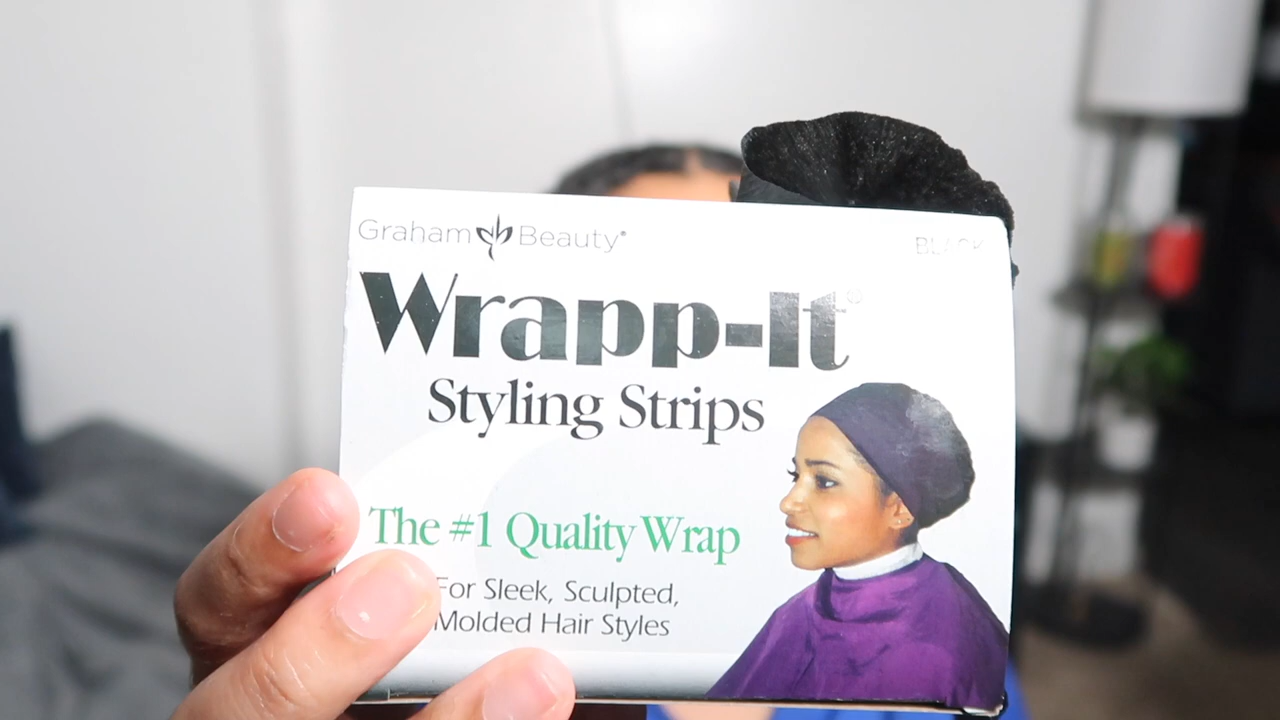 Graham Beauty®
BLACK
Wrapp-It®
Styling Strips
The #1 Quality Wrap
For Sleek, Sculpted,
Molded Hair Styles